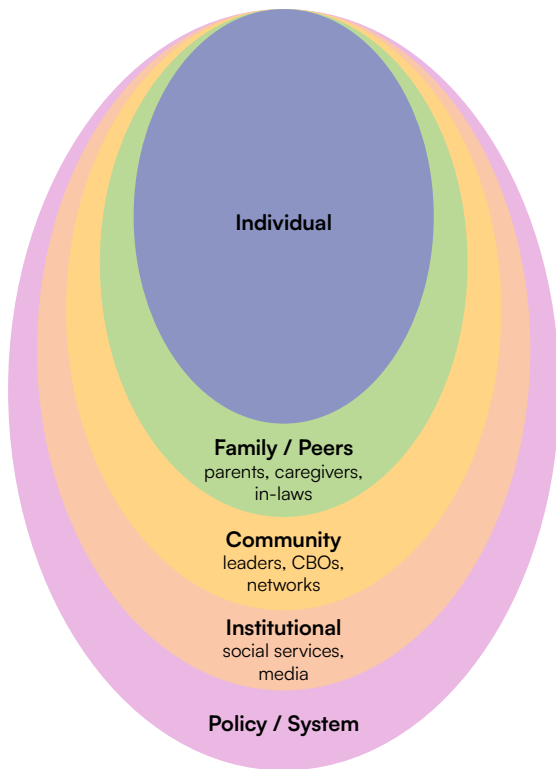 Individual
Family / Peers
parents, caregivers,
in-laws
Community
leaders, CBOs,
networks
Institutional
social services,
media
Policy / System